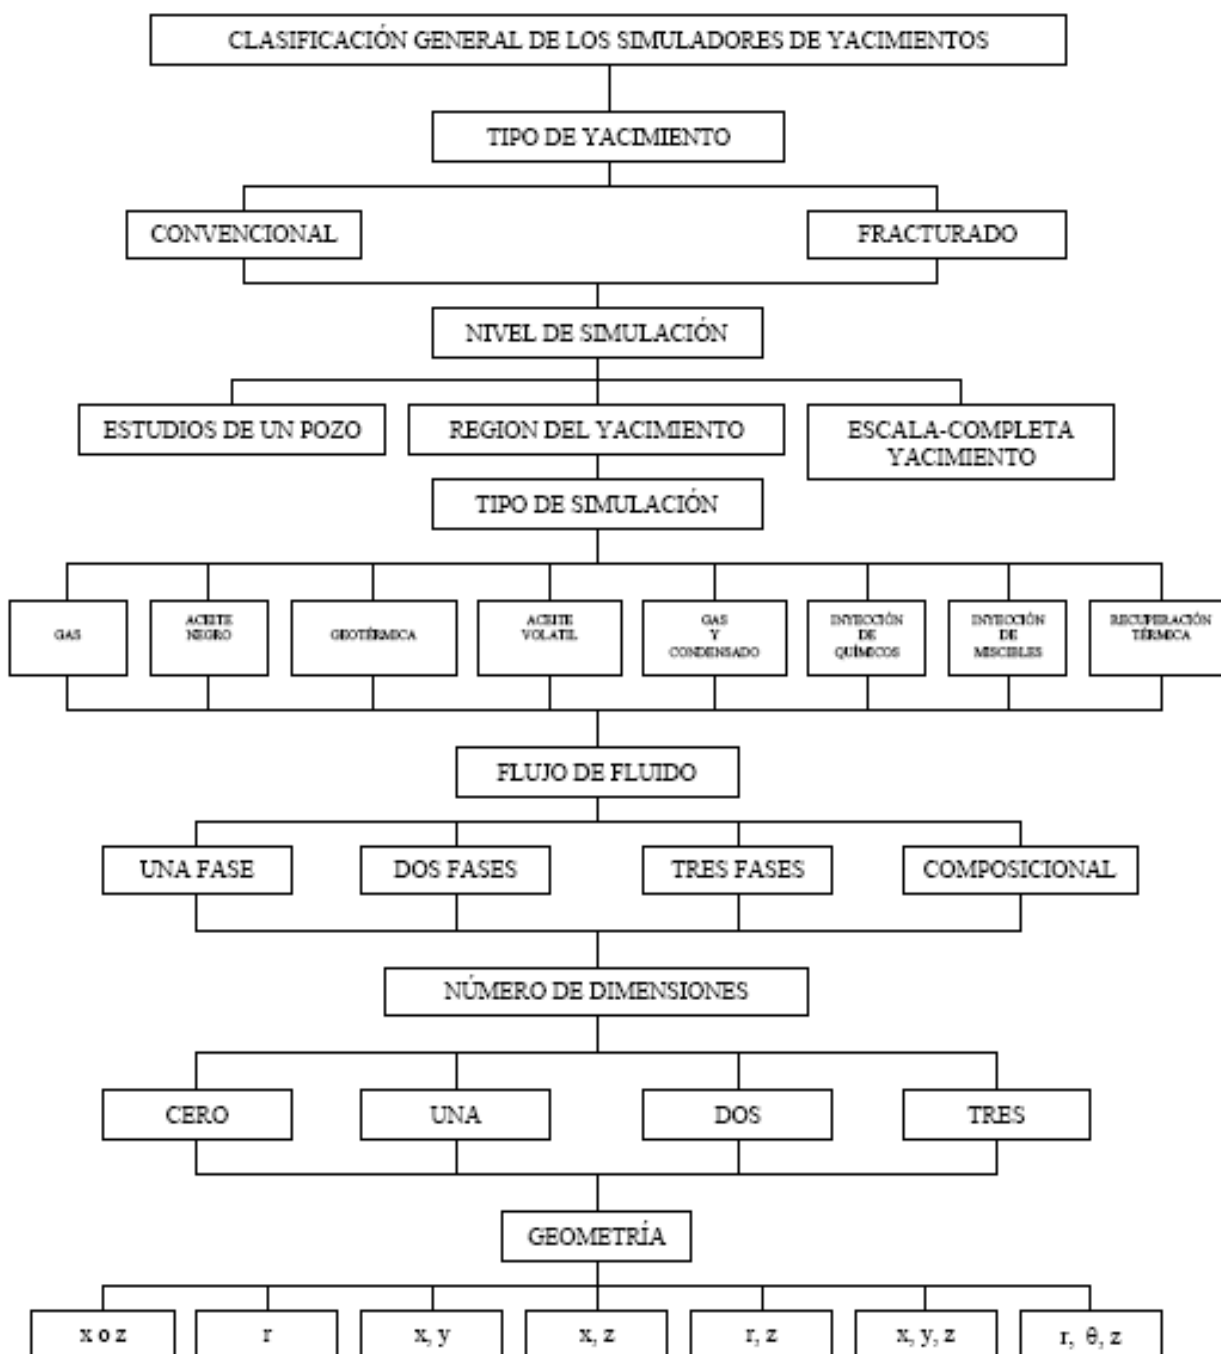 CLASIFICACIÓN GENERAL DE LOS SIMULADORES DE YACIMIENTOS
TIPO DE YACIMIENTO
CONVENCIONAL
FRACTURADO
NIVEL DE SIMULACIÓN
ESTUDIOS DE UN POZO
REGION DEL YACIMIENTO
ESCALA-COMPLETA
YACIMIENTO
TIPO DE SIMULACIÓN
GAS
ACEITE
NEGRO
GEOTÉRMICA
ACEITE
VOLATIL
GAS
Y
CONDENSADO
INYECCIÓN
DE
QUÍMICOS
INYECCIÓN
DE
MISCIBLES
RECUPERACIÓN
TÉRMICA
FLUJO DE FLUIDO
UNA FASE
DOS FASES
TRES FASES
COMPOSICIONAL
NÚMERO DE DIMENSIONES
CERO
UNA
DOS
TRES
GEOMETRÍA
x o z
r
x, y
x, z
r, z
x, y, z
r, θ, z